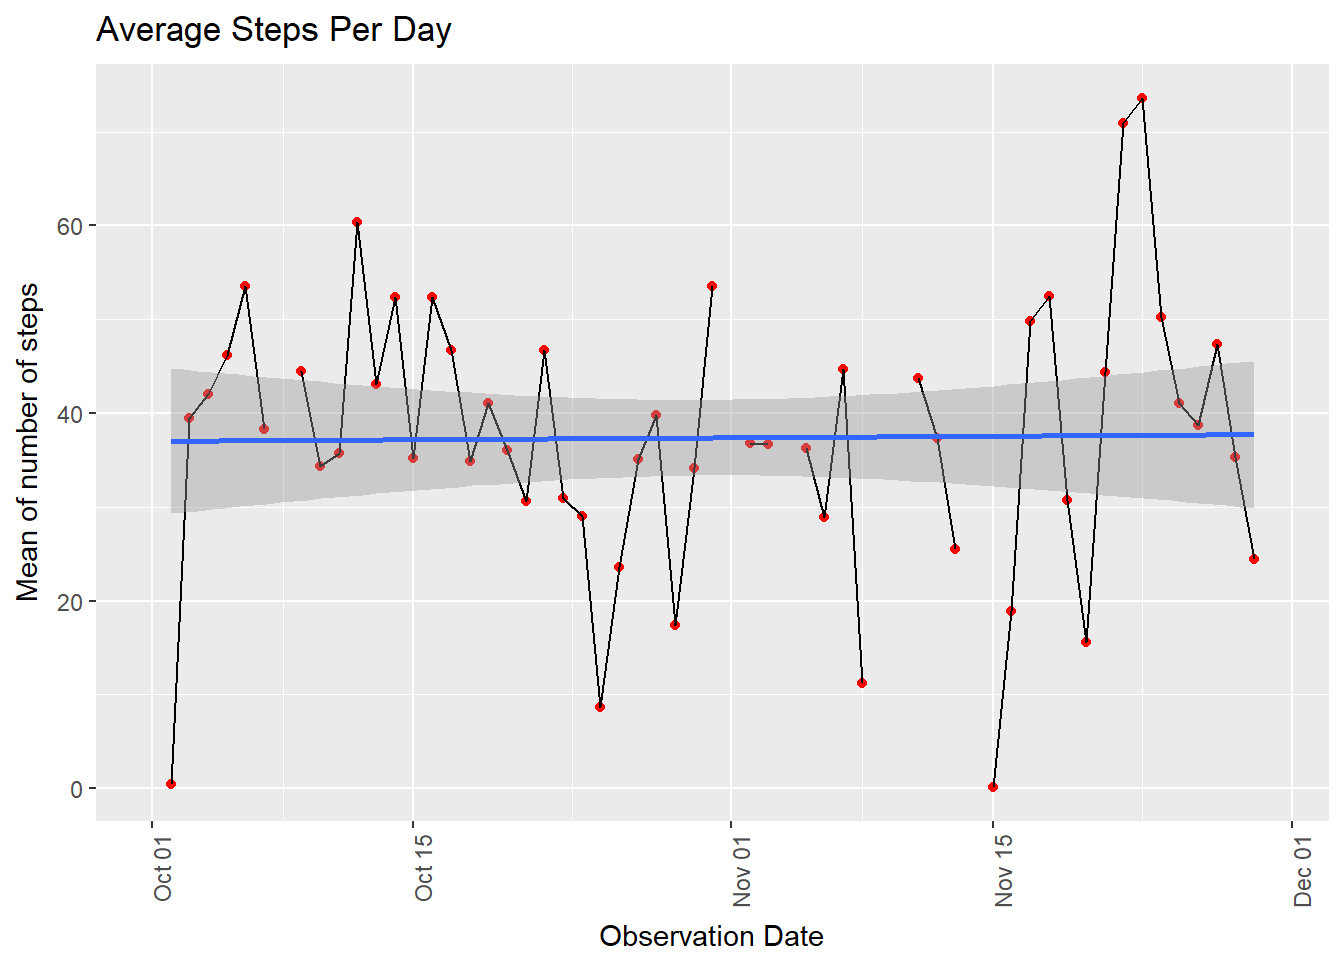 Average Steps Per Day
Mean of number of steps
60
40
20
0
Oct 01
Oct 15
Nov 01
Nov 15
Dec 01
Observation Date